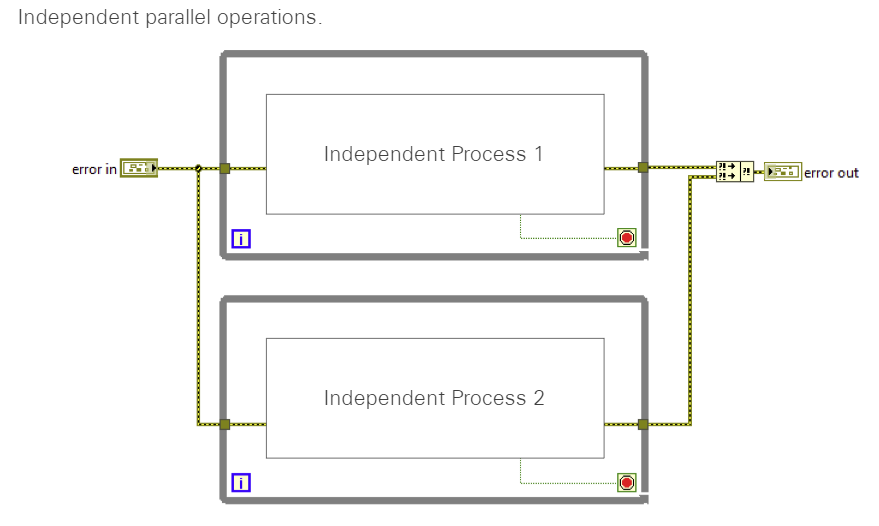 Independent parallel operations.
Independent Process 1
error in
error out
i
Independent Process 2
i